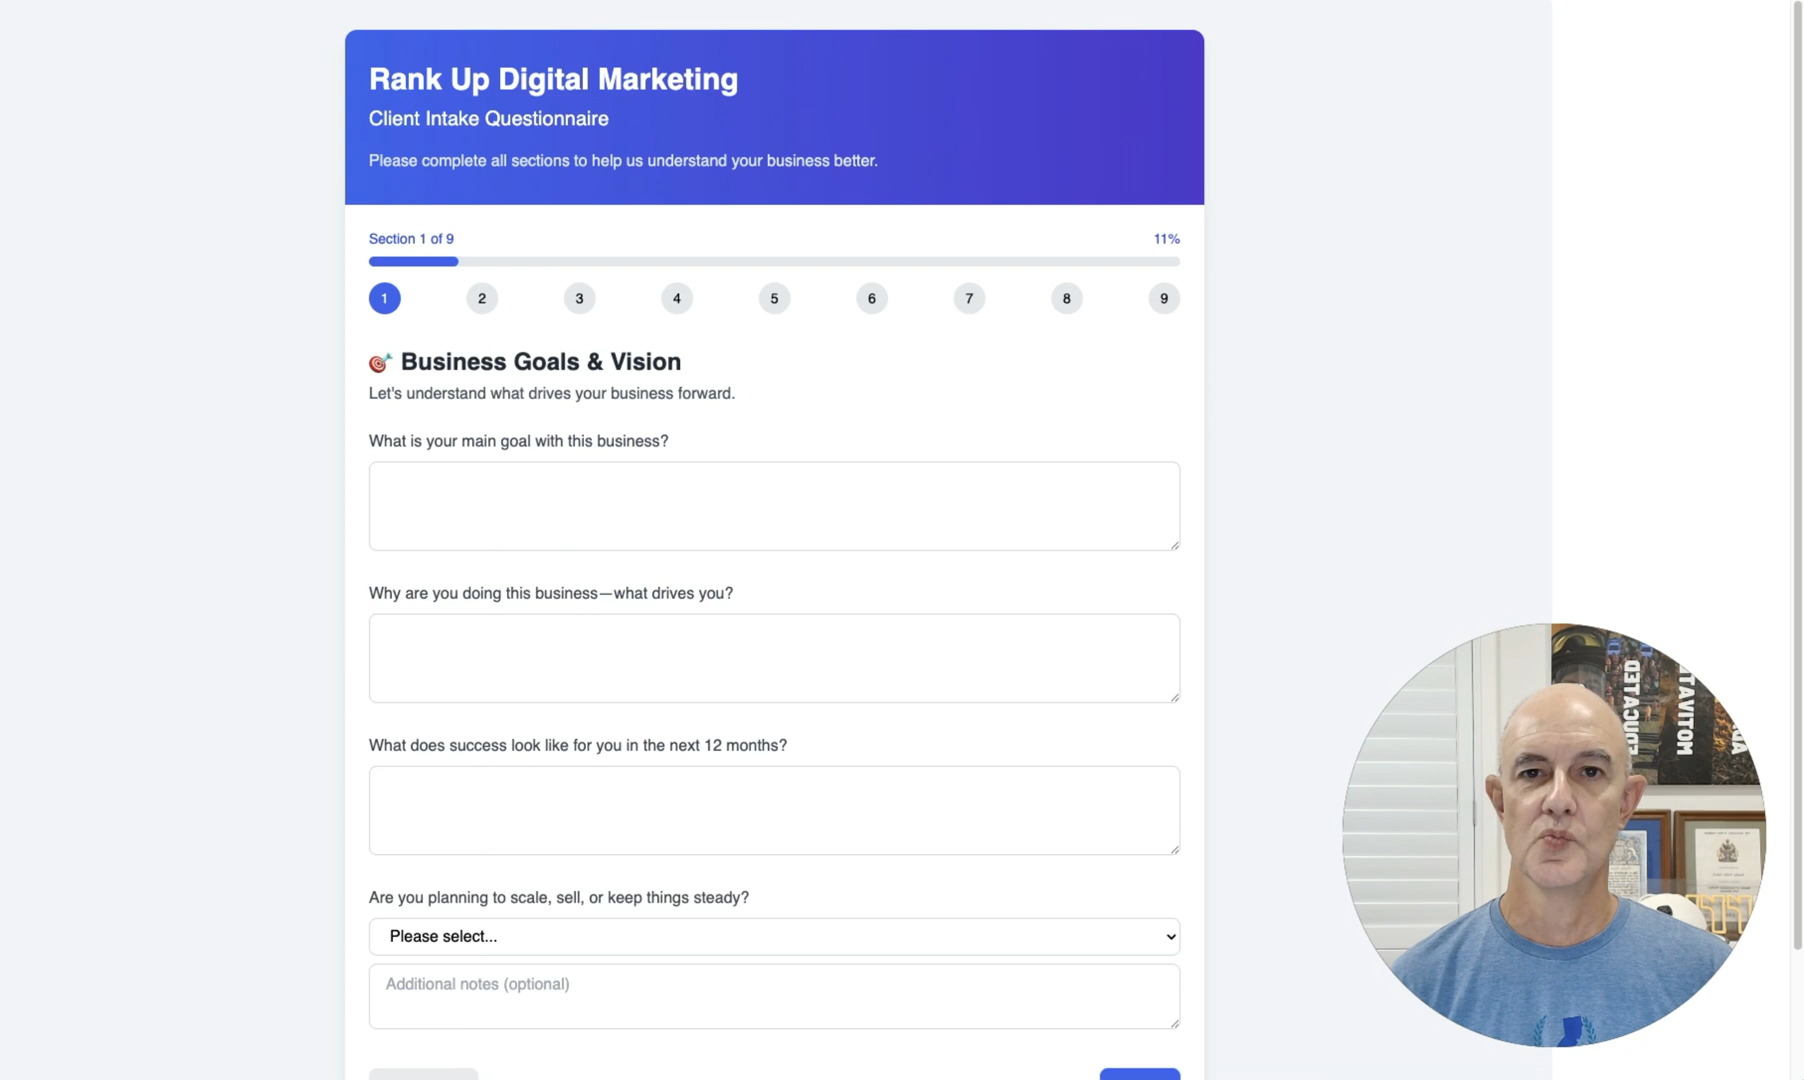 Rank Up Digital Marketing
Client Intake Questionnaire
Please complete all sections to help us understand your business better.
Section 1 of 9
11%
1 2 3 4 5 6 7 8 9
Business Goals & Vision
Let's understand what drives your business forward.
What is your main goal with this business?
Why are you doing this business—what drives you?
What does success look like for you in the next 12 months?
Are you planning to scale, sell, or keep things steady?
Please select...
Additional notes (optional)
EDUCATED
MOTIVAT